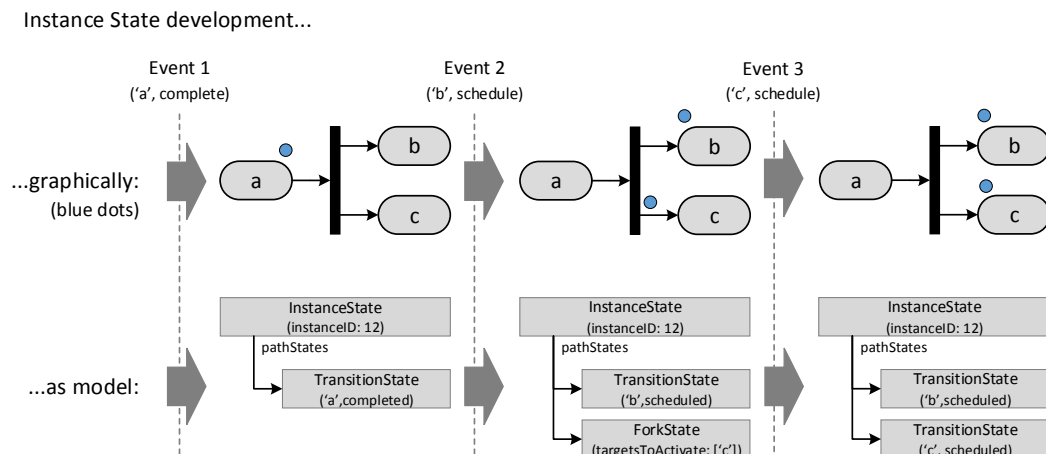 Instance State development...
Event 1
(‘a’, complete)
Event 2
(‘b’, schedule)
Event 3
(‘c’, schedule)
...graphically:
(blue dots)
a
b
c
a
b
c
a
b
c
...as model:
InstanceState
(instanceID: 12)
pathStates
TransitionState
(‘a’,completed)
InstanceState
(instanceID: 12)
pathStates
TransitionState
(‘b’,scheduled)
ForkState
(targetsToActivate: [‘c’])
InstanceState
(instanceID: 12)
pathStates
TransitionState
(‘b’,scheduled)
TransitionState
(‘c’, scheduled)